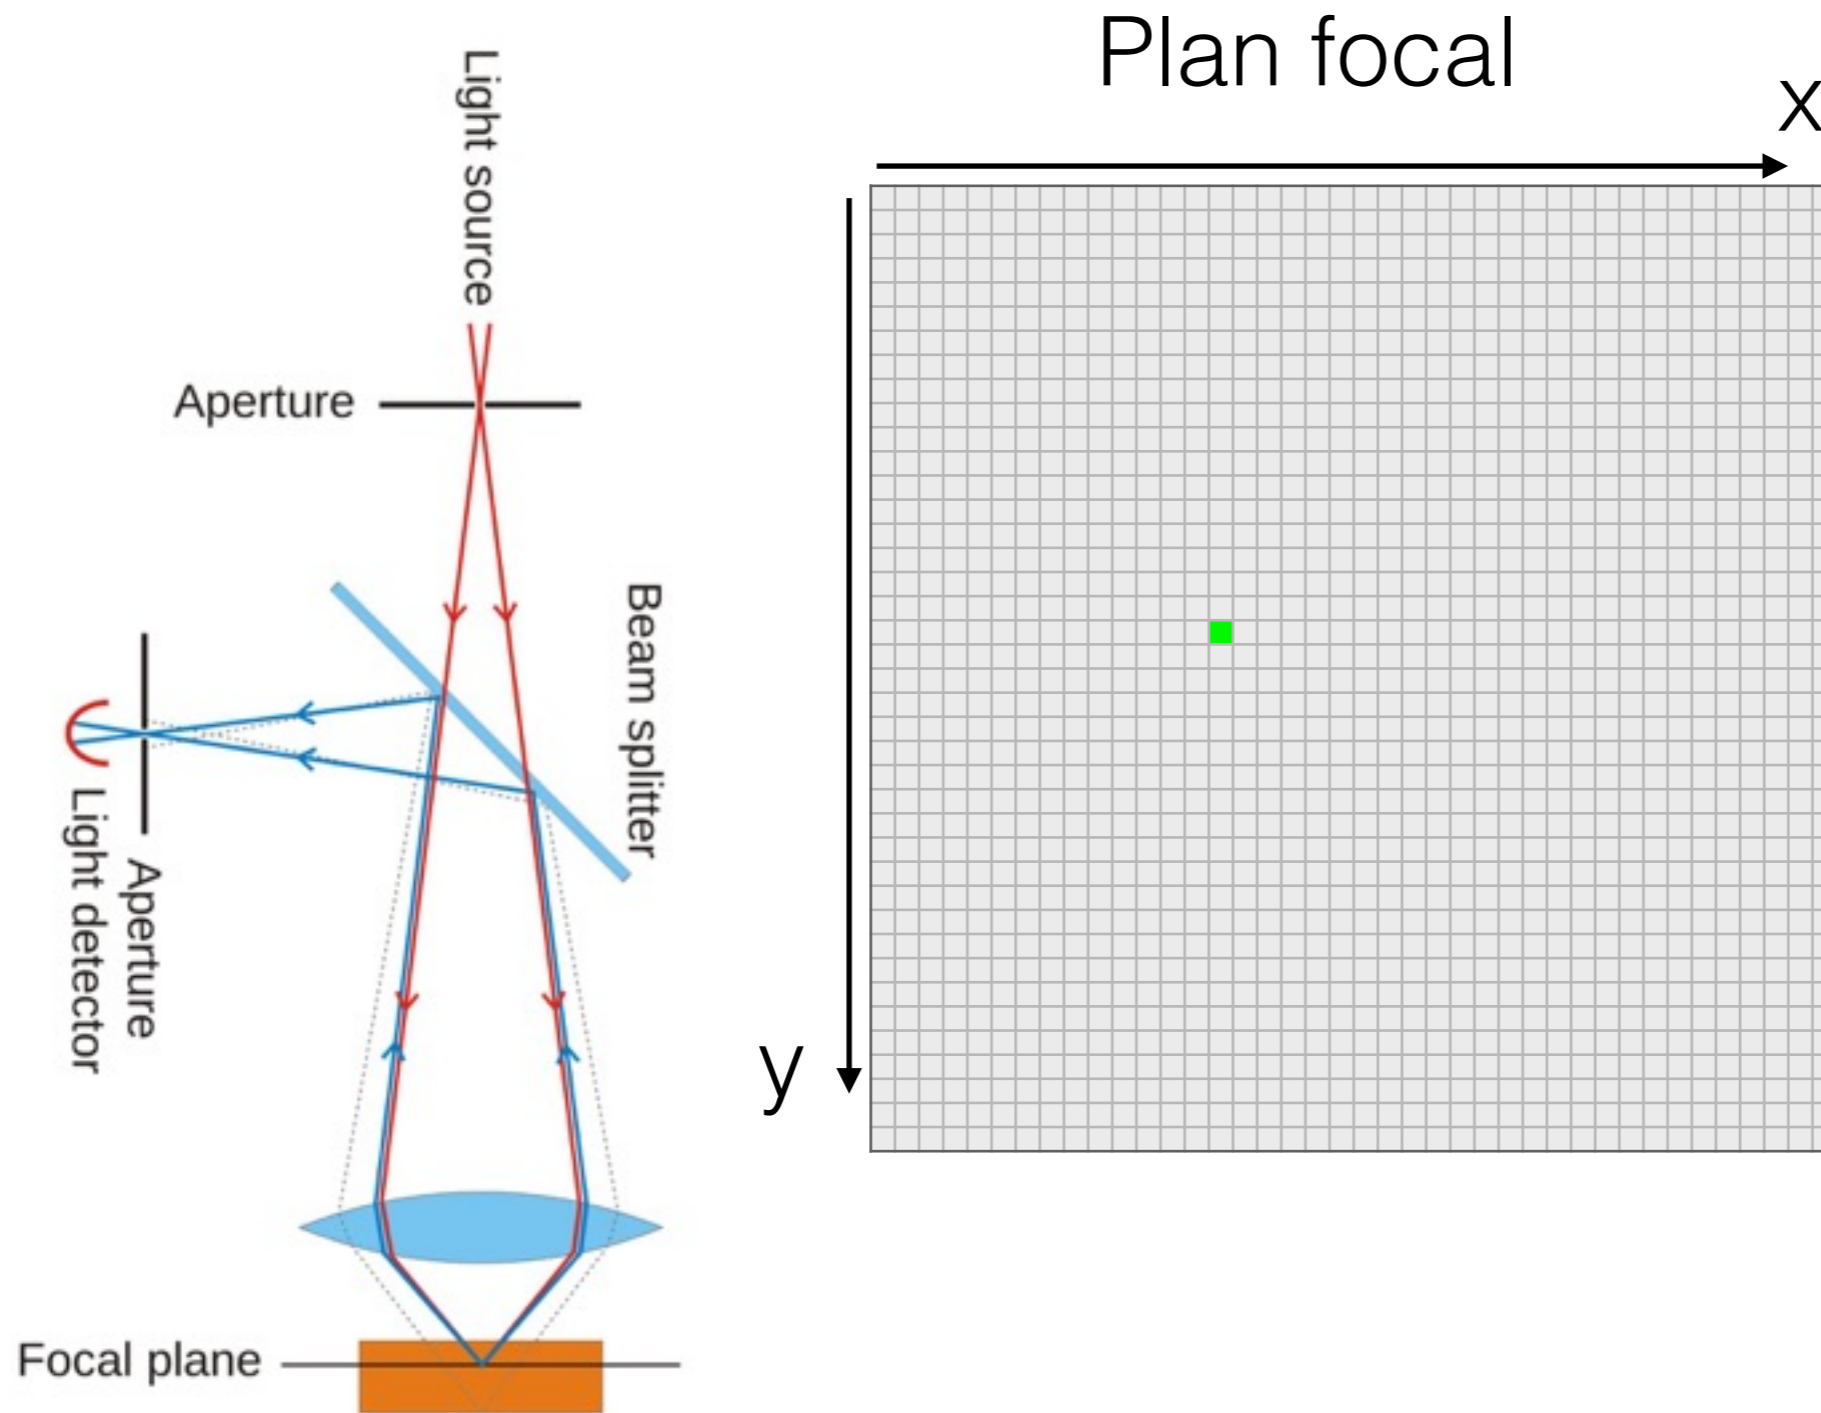 Light source
Aperture
Beam splitter
Aperture
Light detector
Focal plane
Plan focal
x
y